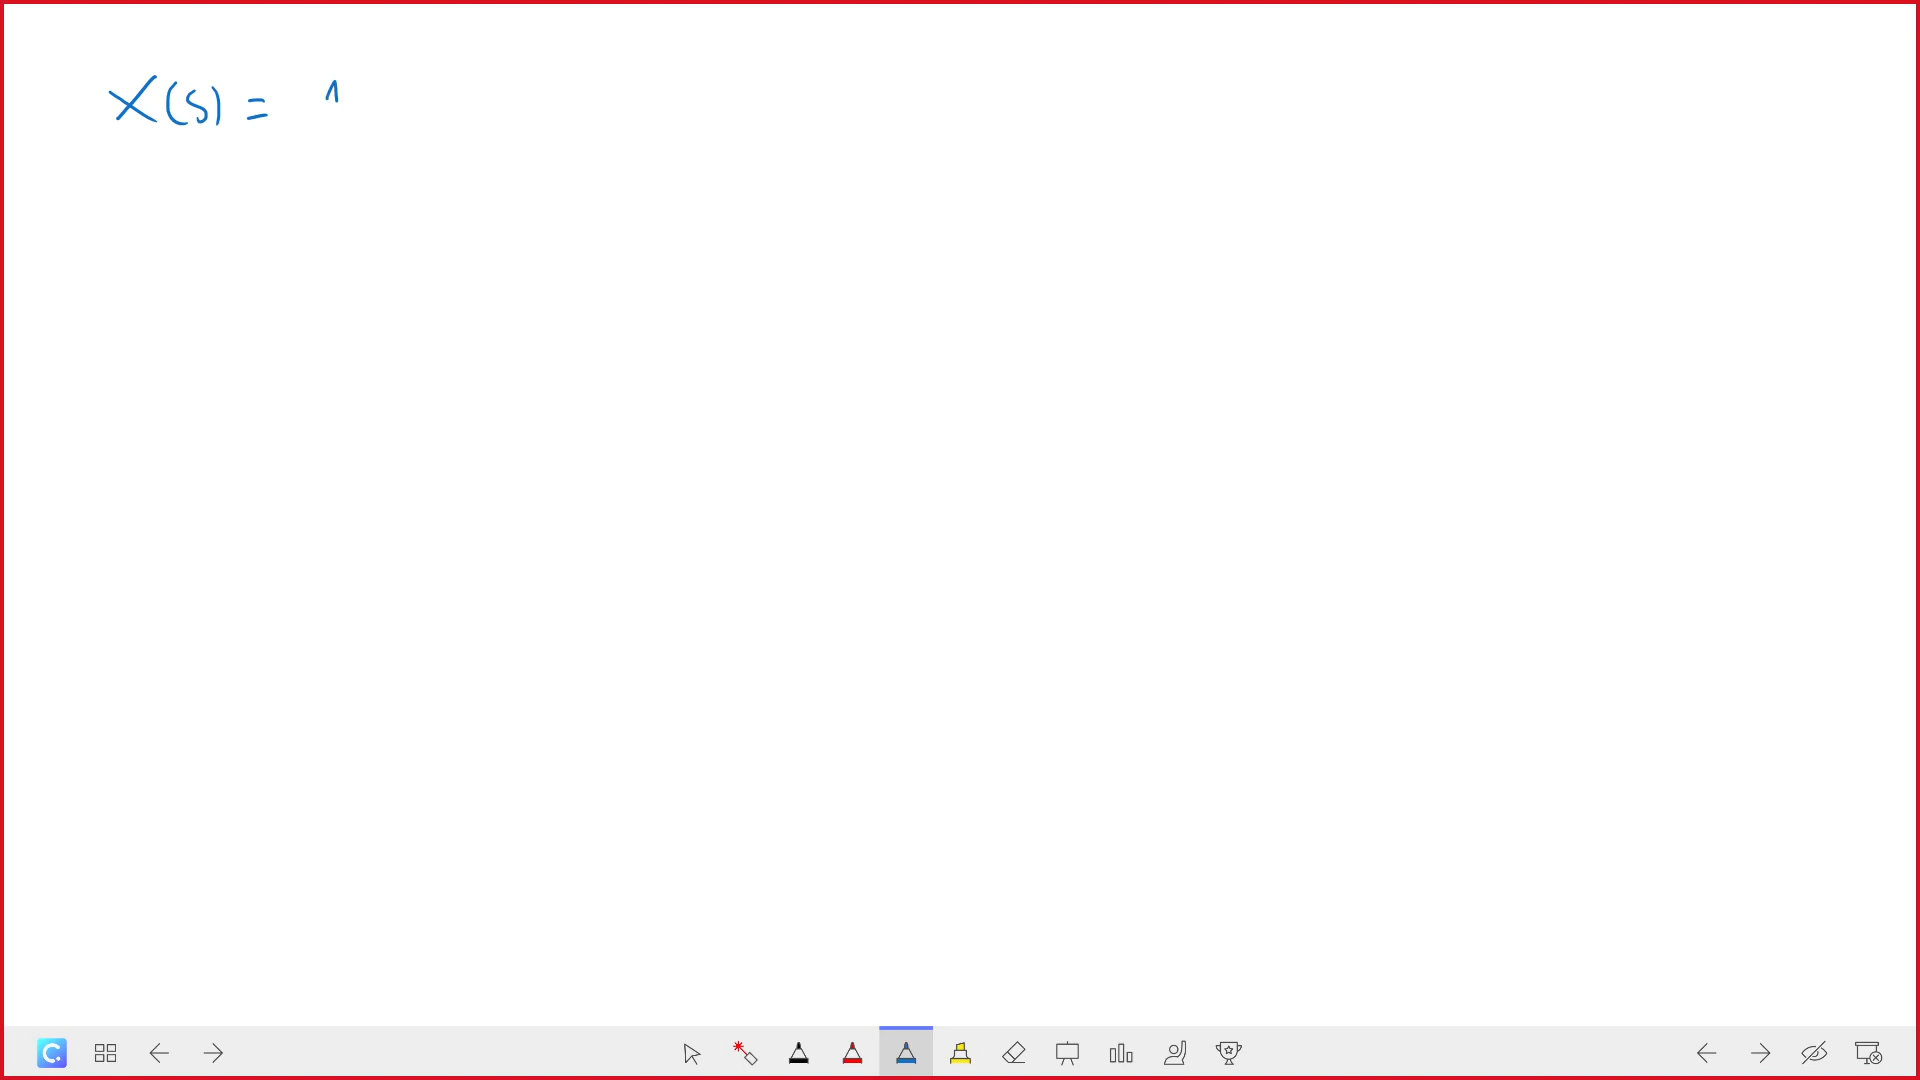 X(s) = 1